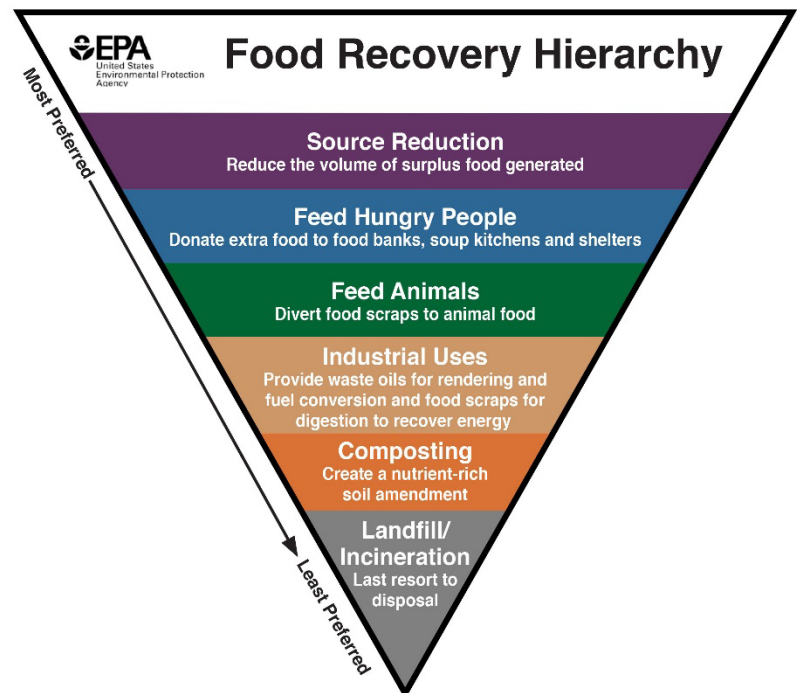 EPA
United States
Environmental Protection
Agency
Food Recovery Hierarchy
Most Preferred
Source Reduction
Reduce the volume of surplus food generated
Feed Hungry People
Donate extra food to food banks, soup kitchens and shelters
Feed Animals
Divert food scraps to animal food
Industrial Uses
Provide waste oils for rendering and
fuel conversion and food scraps for
digestion to recover energy
Composting
Create a nutrient-rich
soil amendment
Landfill/
Incineration
Last resort to
disposal
Least Preferred